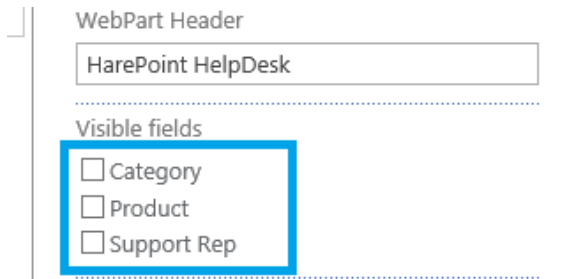 WebPart Header
HarePoint HelpDesk
Visible fields
Category
Product
Support Rep